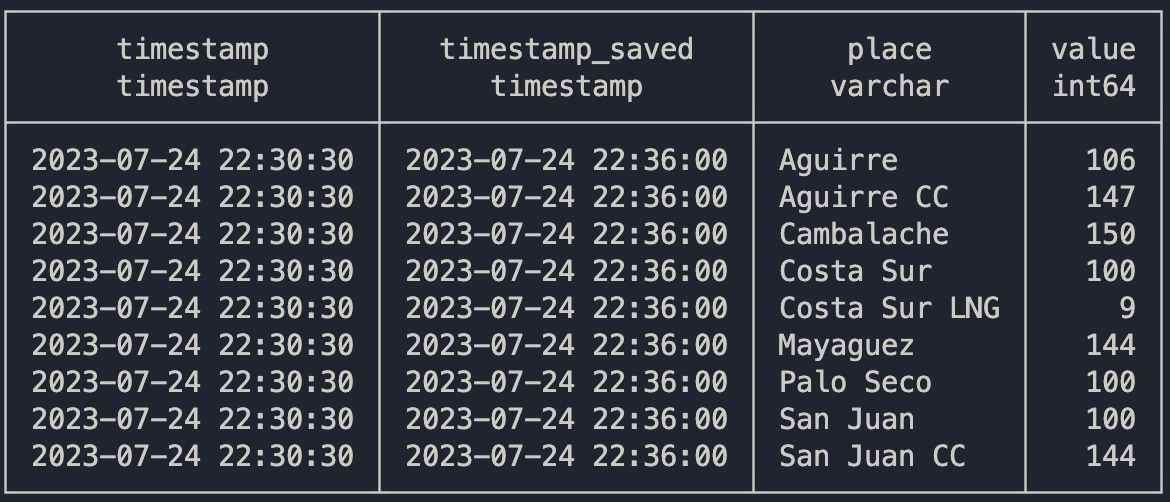 timestamp timestamp_saved place value
timestamp timestamp varchar int64
2023-07-24 22:30:30 2023-07-24 22:36:00 Aguirre 106
2023-07-24 22:30:30 2023-07-24 22:36:00 Aguirre CC 147
2023-07-24 22:30:30 2023-07-24 22:36:00 Cambalache 150
2023-07-24 22:30:30 2023-07-24 22:36:00 Costa Sur 100
2023-07-24 22:30:30 2023-07-24 22:36:00 Costa Sur LNG 9
2023-07-24 22:30:30 2023-07-24 22:36:00 Mayaguez 144
2023-07-24 22:30:30 2023-07-24 22:36:00 Palo Seco 100
2023-07-24 22:30:30 2023-07-24 22:36:00 San Juan 100
2023-07-24 22:30:30 2023-07-24 22:36:00 San Juan CC 144